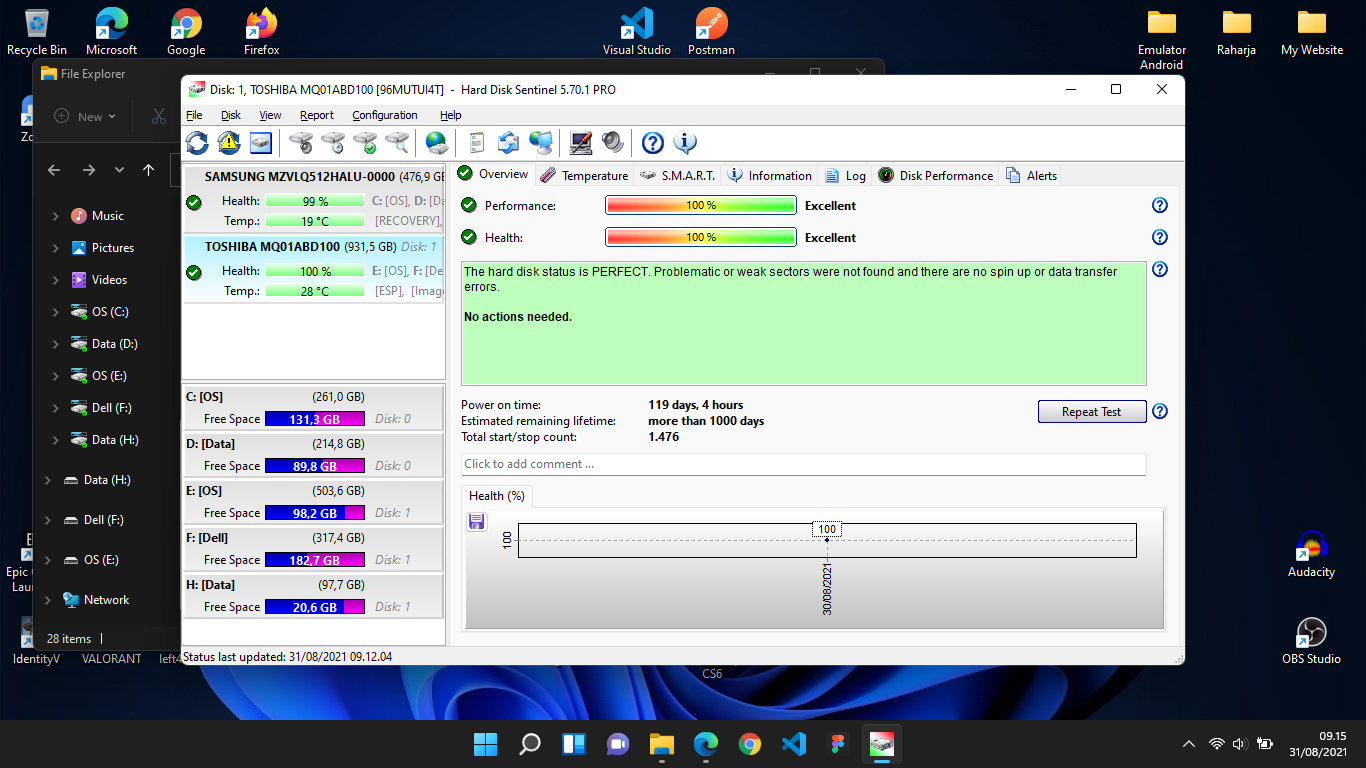 Recycle Bin
Microsoft
Google
Firefox
Visual Studio
Postman
Emulator Android
Raharja
My Website
File Explorer
New
Music
Pictures
Videos
OS (C:)
Data (D:)
OS (E:)
Dell (F:)
Data (H:)
Data (H:)
Dell (F:)
OS (E:)
Network
28 items
Disk: 1, TOSHIBA MQ01ABD100 [96MUTUI4T] - Hard Disk Sentinel 5.70.1 PRO
File Disk View Report Configuration Help
SAMSUNG MZVLQ512HALU-0000 (476,9 GB
Health: 99 % C: [OS], D: [Da
Temp.: 19 °C [RECOVERY],
TOSHIBA MQ01ABD100 (931,5 GB) Disk: 1
Health: 100 % E: [OS], F: [De
Temp.: 28 °C [ESP], [Imag
C: [OS] (261,0 GB)
Free Space 131,3 GB Disk: 0
D: [Data] (214,8 GB)
Free Space 89,8 GB Disk: 0
E: [OS] (503,6 GB)
Free Space 98,2 GB Disk: 1
F: [Dell] (317,4 GB)
Free Space 182,7 GB Disk: 1
H: [Data] (97,7 GB)
Free Space 20,6 GB Disk: 1
Overview Temperature S.M.A.R.T. Information Log Disk Performance Alerts
Performance: 100 % Excellent
Health: 100 % Excellent
The hard disk status is PERFECT. Problematic or weak sectors were not found and there are no spin up or data transfer
errors.
No actions needed.
Power on time: 119 days, 4 hours
Estimated remaining lifetime: more than 1000 days
Total start/stop count: 1.476
Repeat Test
Click to add comment ...
Health (%)
100
100
30/08/2021
Status last updated: 31/08/2021 09.12.04
Audacity
OBS Studio
IdentityV
VALORANT
CS6
09.15
31/08/2021